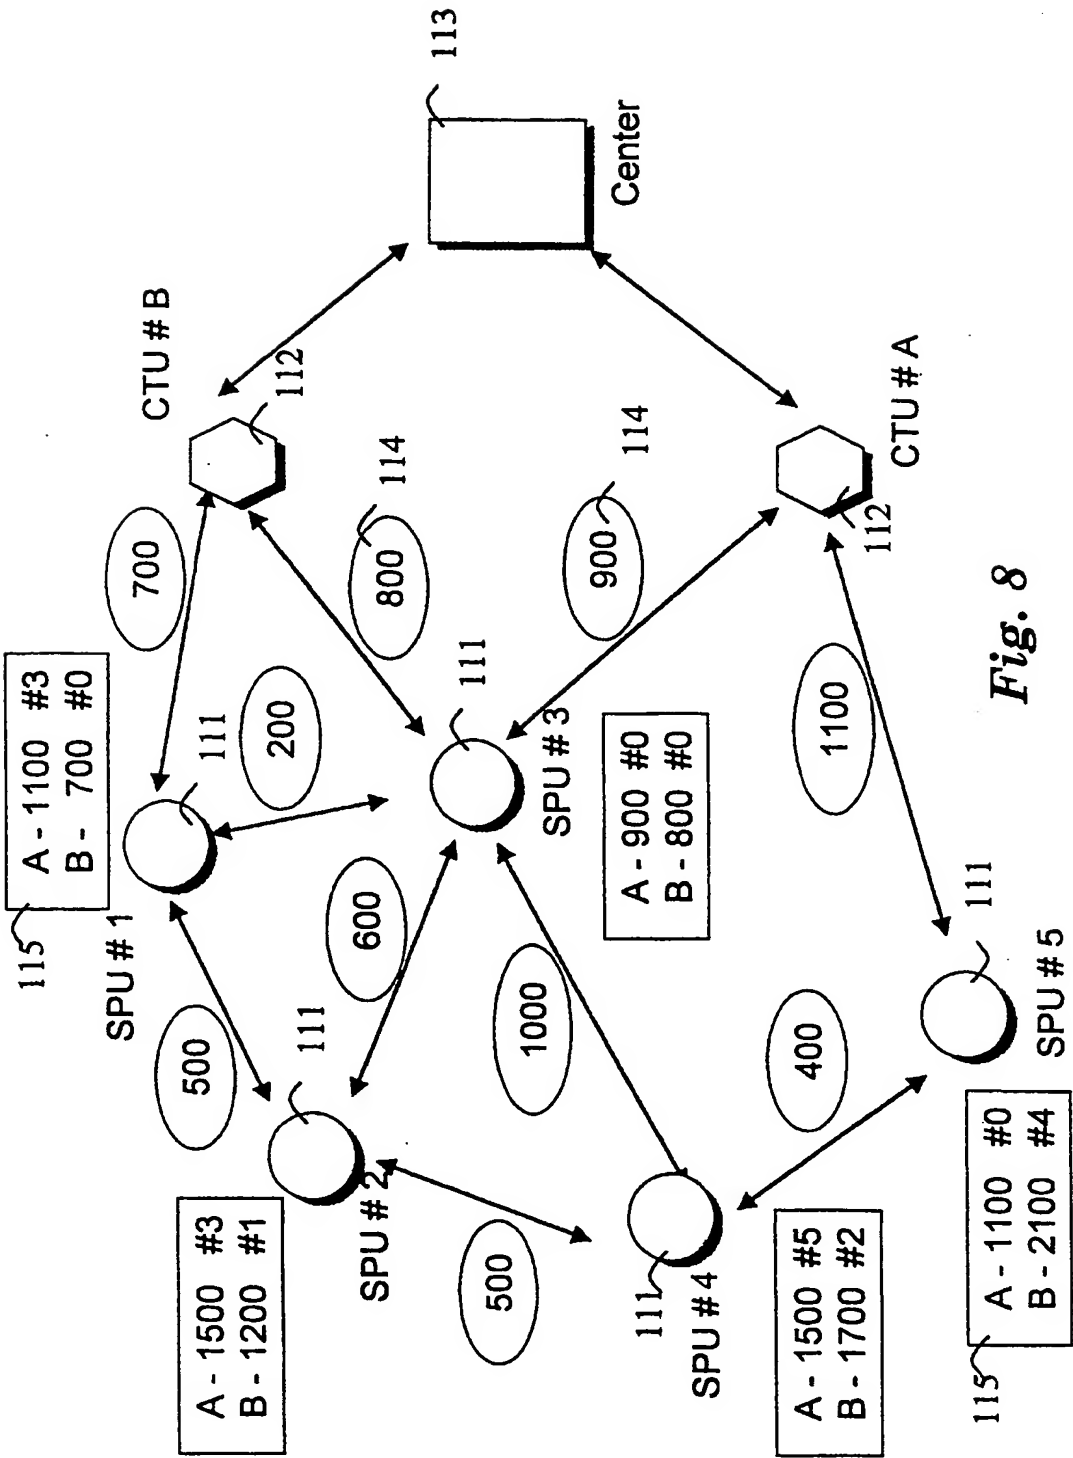 115
A - 1100 #3
B - 700 #0
SPU # 1
111
700
CTU # B
112
113
Center
500
200
800
114
A - 1500 #3
B - 1200 #1
SPU # 2
111
600
111
SPU # 3
900
114
A - 900 #0
B - 800 #0
500
1000
CTU # A
112
111
SPU # 4
A - 1500 #5
B - 1700 #2
400
1100
111
SPU # 5
115
A - 1100 #0
B - 2100 #4
Fig. 8